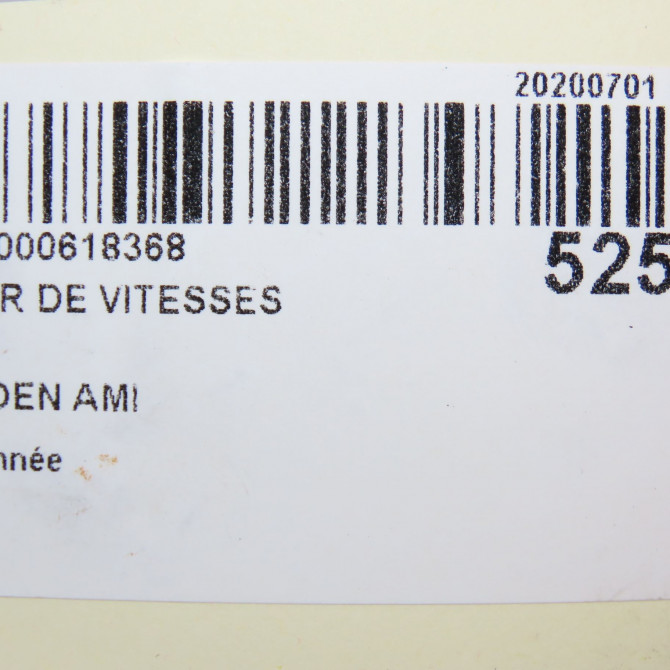 20200701
000618368
525
R DE VITESSES
DEN AMI
nnée